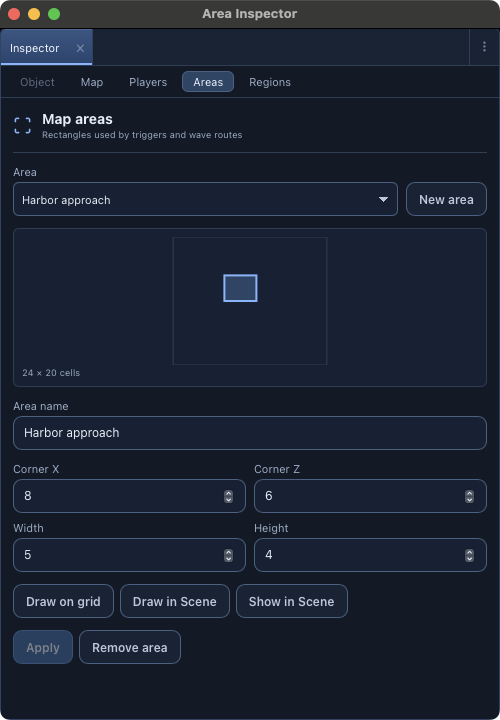 Area Inspector
Inspector
Object Map Players Areas Regions
Map areas
Rectangles used by triggers and wave routes
Area
Harbor approach New area
24 × 20 cells
Area name
Harbor approach
Corner X Corner Z
8 6
Width Height
5 4
Draw on grid Draw in Scene Show in Scene
Apply Remove area